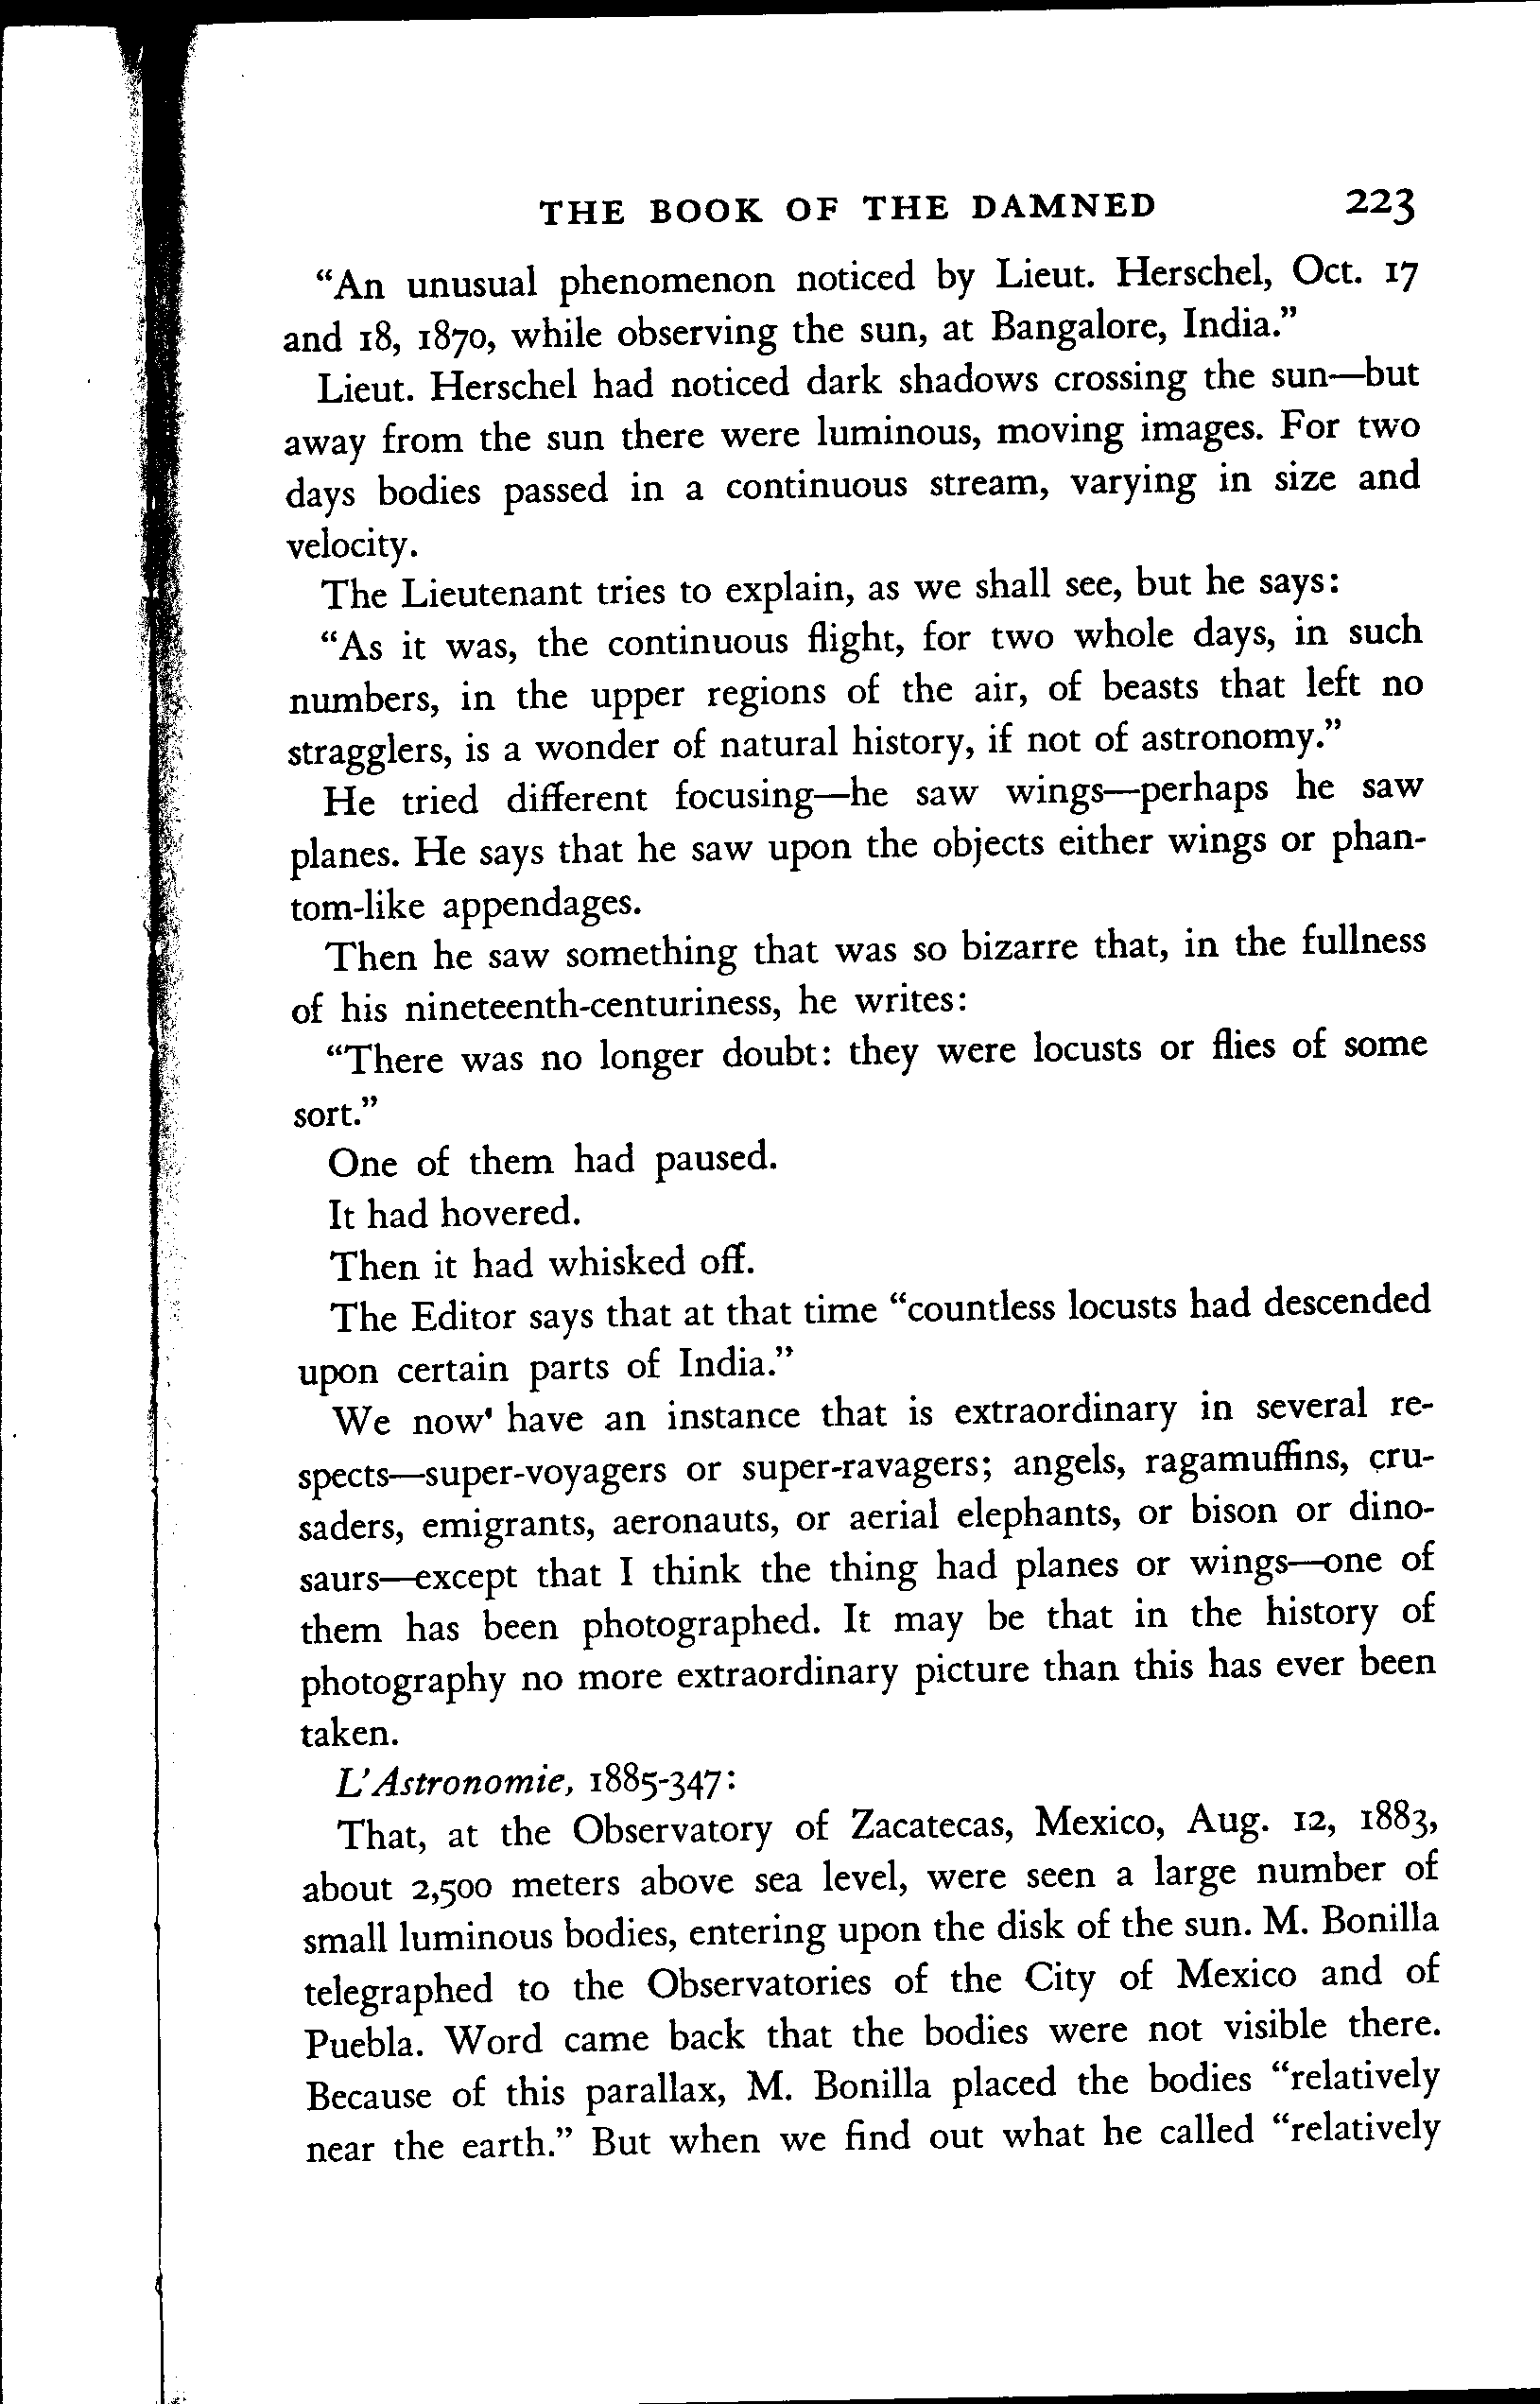 THE BOOK OF THE DAMNED 223
“An unusual phenomenon noticed by Lieut. Herschel, Oct. 17
and 18, 1870, while observing the sun, at Bangalore, India.”
Lieut. Herschel had noticed dark shadows crossing the sun—but
away from the sun there were luminous, moving images. For two
days bodies passed in a continuous stream, varying in size and
velocity.
The Lieutenant tries to explain, as we shall see, but he says:
“As it was, the continuous flight, for two whole days, in such
numbers, in the upper regions of the air, of beasts that left no
stragglers, is a wonder of natural history, if not of astronomy.”
He tried different focusing—he saw wings—perhaps he saw
planes. He says that he saw upon the objects either wings or phan-
tom-like appendages.
Then he saw something that was so bizarre that, in the fullness
of his nineteenth-centuriness, he writes:
“There was no longer doubt: they were locusts or flies of some
sort.”
One of them had paused.
It had hovered.
Then it had whisked off.
The Editor says that at that time “countless locusts had descended
upon certain parts of India.”
We now have an instance that is extraordinary in several re-
spects—super-voyagers or super-ravagers; angels, ragamuffins, cru-
saders, emigrants, aeronauts, or aerial elephants, or bison or dino-
saurs—except that I think the thing had planes or wings—one of
them has been photographed. It may be that in the history of
photography no more extraordinary picture than this has ever been
taken.
L’Astronomie, 1885-347:
That, at the Observatory of Zacatecas, Mexico, Aug. 12, 1883,
about 2,500 meters above sea level, were seen a large number of
small luminous bodies, entering upon the disk of the sun. M. Bonilla
telegraphed to the Observatories of the City of Mexico and of
Puebla. Word came back that the bodies were not visible there.
Because of this parallax, M. Bonilla placed the bodies “relatively
near the earth.” But when we find out what he called “relatively